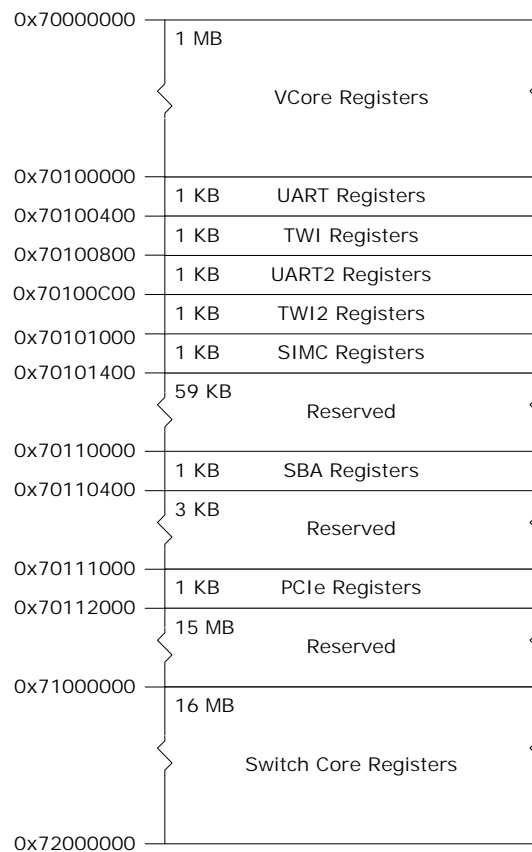 0x70000000
1 MB
VCore Registers
0x70100000
1 KB UART Registers
0x70100400
1 KB TWI Registers
0x70100800
1 KB UART2 Registers
0x70100C00
1 KB TWI2 Registers
0x70101000
1 KB SIMC Registers
0x70101400
59 KB
Reserved
0x70110000
1 KB SBA Registers
0x70110400
3 KB
Reserved
0x70111000
1 KB PCIe Registers
0x70112000
15 MB
Reserved
0x71000000
16 MB
Switch Core Registers
0x72000000